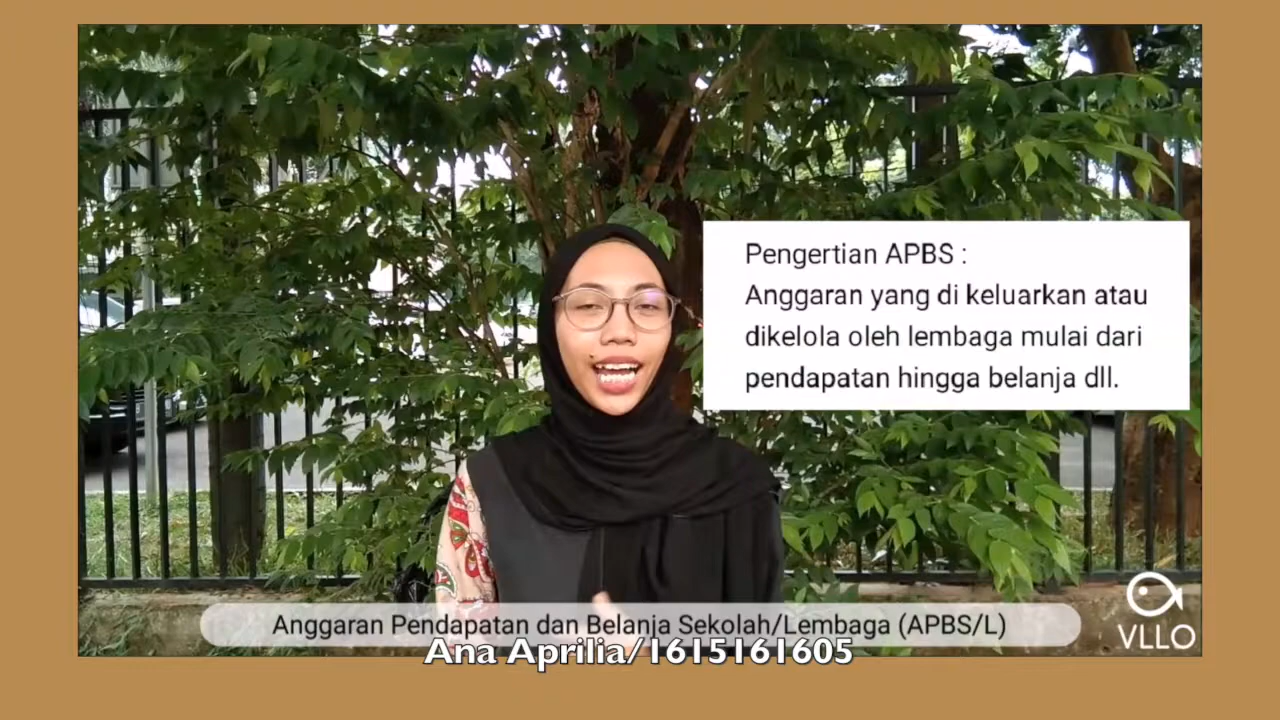 Pengertian APBS :
Anggaran yang di keluarkan atau
dikelola oleh lembaga mulai dari
pendapatan hingga belanja dll.
Anggaran Pendapatan dan Belanja Sekolah/Lembaga (APBS/L)
Ana Aprilia/1615161605
VLLO